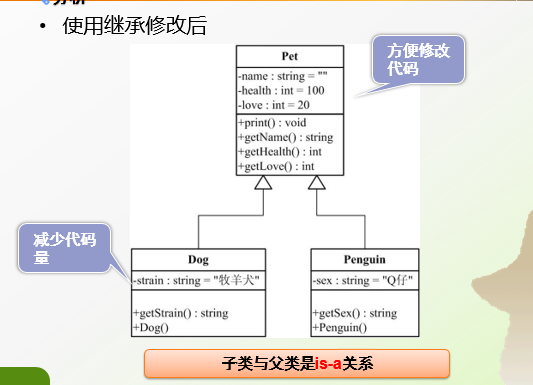 • 使用继承修改后
方便修改
代码
Pet
-name : string = ""
-health : int = 100
-love : int = 20
+print() : void
+getName() : string
+getHealth() : int
+getLove() : int
减少代码
量
Dog
-strain : string = "牧羊犬"
+getStrain() : string
+Dog()
Penguin
-sex : string = "Q仔"
+getSex() : string
+Penguin()
子类与父类是is-a关系